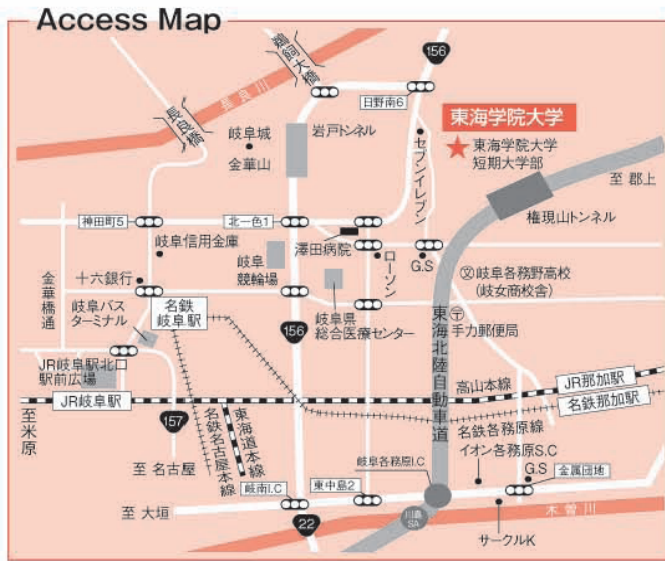 Access Map
鵜飼大橋
156
長良川
日野南6
長良橋
東海学院大学
岐阜城
金華山
岩戸トンネル
セブンイレブン
東海学院大学
短期大学部
至 郡上
権現山トンネル
神田町5
北一色1
岐阜信用金庫
澤田病院
金華橋通
十六銀行
岐阜
競輪場
ローソン
G.S
文 岐阜各務野高校
(岐女商校舎)
岐阜バス
ターミナル
名鉄
岐阜駅
156
岐阜県
総合医療センター
〒
手力郵便局
東海北陸自動車道
JR岐阜駅北口
駅前広場
高山本線
JR那加駅
JR岐阜駅
名鉄那加駅
至 米原
157
東海道本線
名鉄名古屋本線
名鉄各務原線
イオン各務原S.C
岐阜各務原I.C
至 名古屋
G.S
金属団地
岐南I.C
東中島2
至 大垣
22
川島
SA
木曽川
サークルK